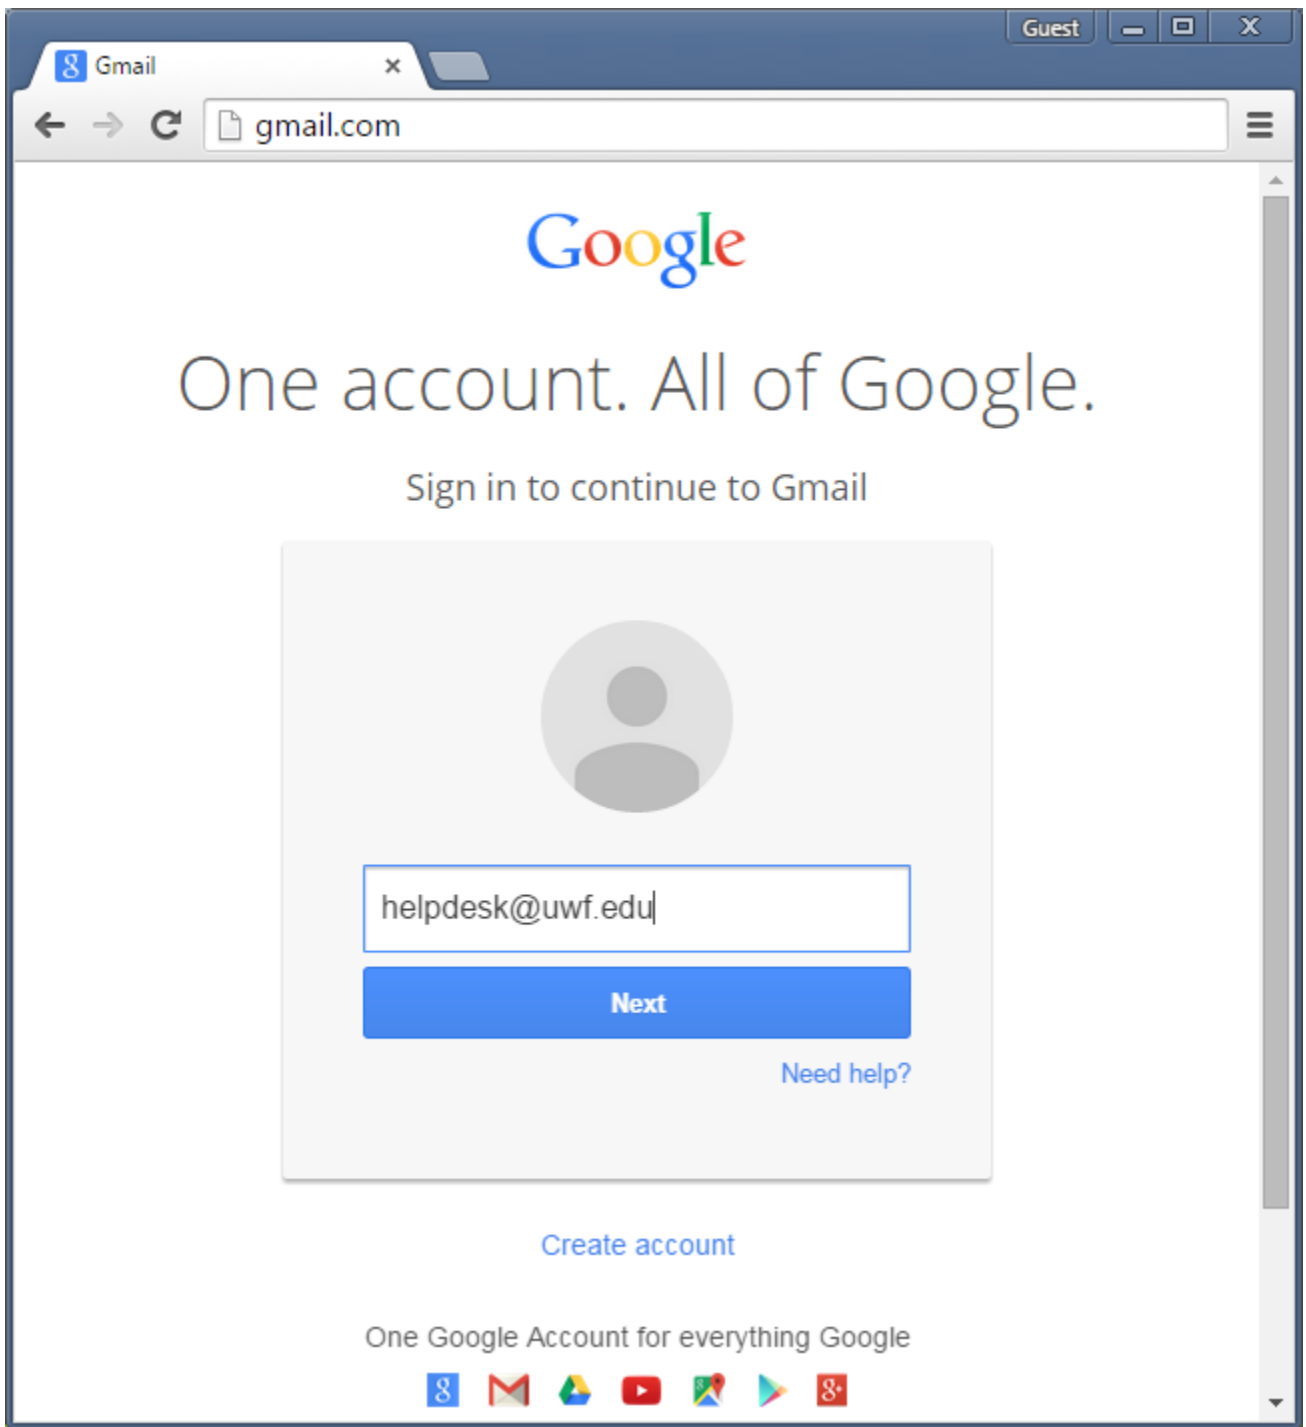 Guest
Gmail
gmail.com
Google
One account. All of Google.
Sign in to continue to Gmail
helpdesk@uwf.edu
Next
Need help?
Create account
One Google Account for everything Google